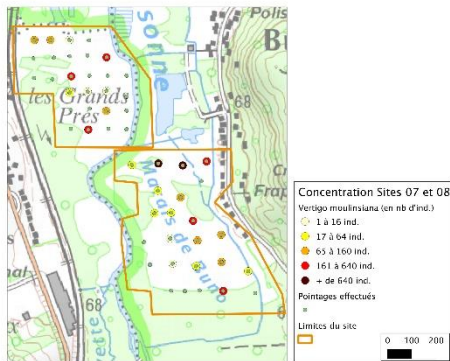 Polis
B
sonne
68
les Grands
Prés
Marais de Buno
Frap
68
Concentration Sites 07 et 08
Vertigo moulinsiana (en nb d'ind.)
1 à 16 ind.
17 à 64 ind.
65 à 160 ind.
161 à 640 ind.
+ de 640 ind.
Pointages effectués
Limites du site
0 100 200